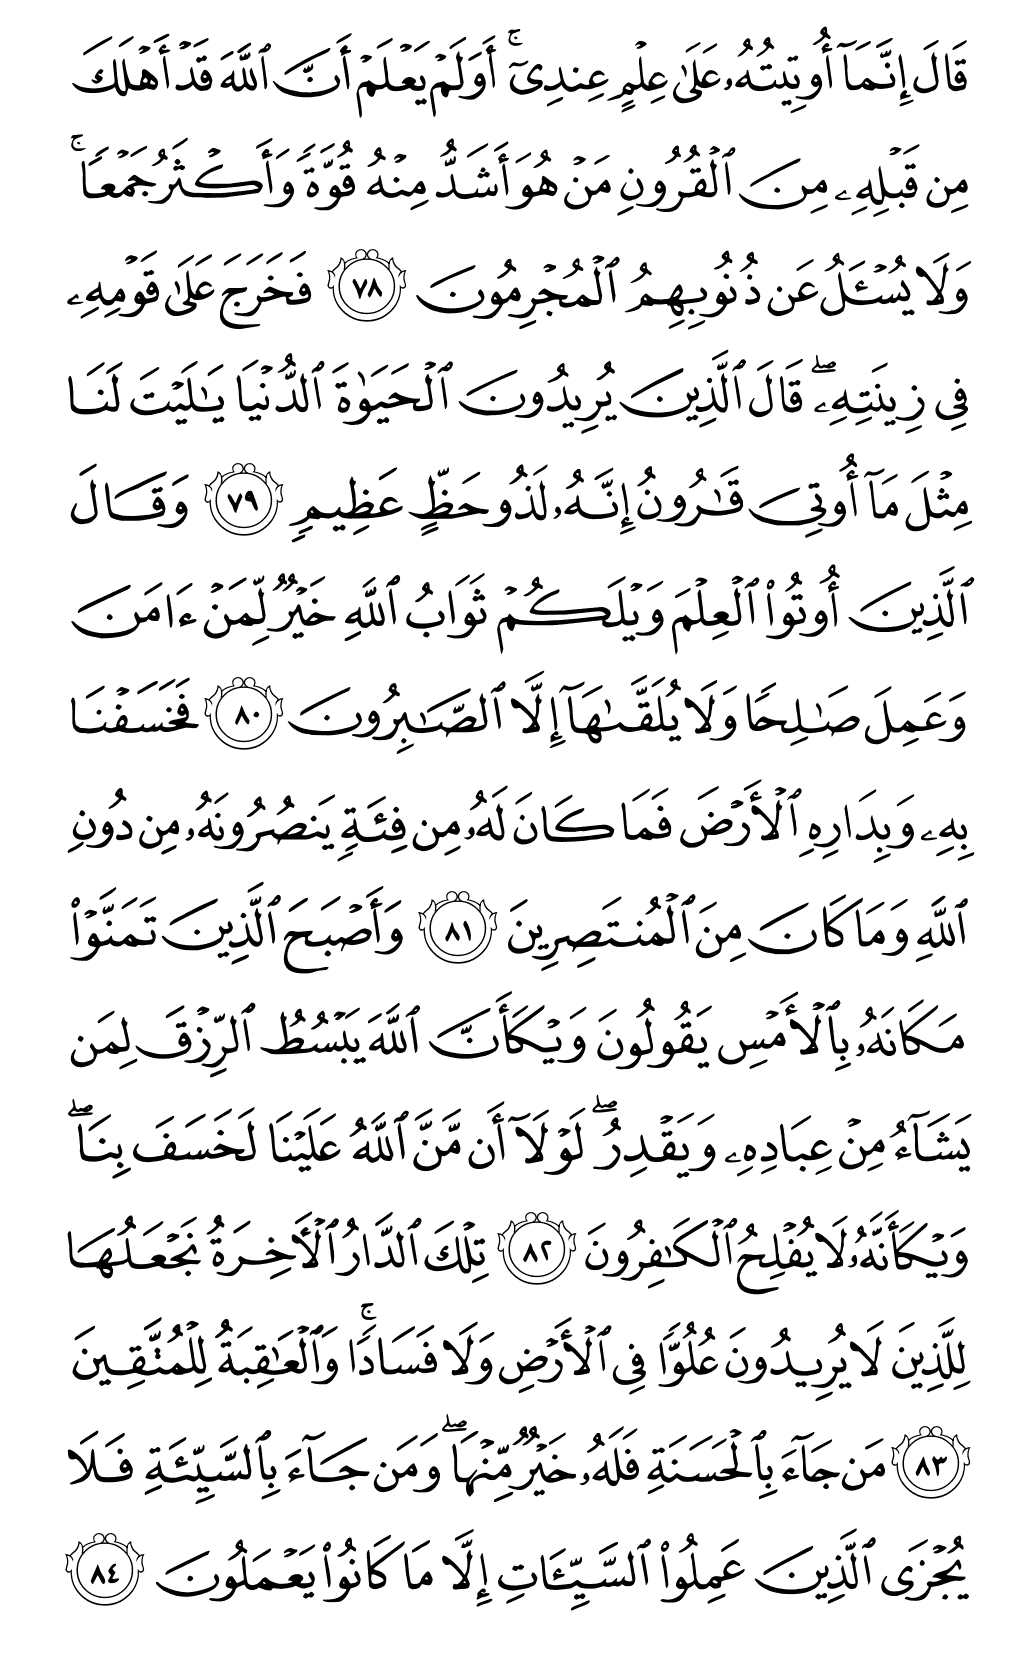 قَالَ إِنَّمَآ أُوتِيتُهُۥ عَلَىٰ عِلۡمٍ عِندِيٓۚ أَوَلَمۡ يَعۡلَمۡ أَنَّ ٱللَّهَ قَدۡ أَهۡلَكَ
مِن قَبۡلِهِۦ مِنَ ٱلۡقُرُونِ مَنۡ هُوَ أَشَدُّ مِنۡهُ قُوَّةٗ وَأَكۡثَرُ جَمۡعٗاۚ
وَلَا يُسۡـَٔلُ عَن ذُنُوبِهِمُ ٱلۡمُجۡرِمُونَ ٧٨ فَخَرَجَ عَلَىٰ قَوۡمِهِۦ
فِي زِينَتِهِۦۖ قَالَ ٱلَّذِينَ يُرِيدُونَ ٱلۡحَيَوٰةَ ٱلدُّنۡيَا يَٰلَيۡتَ لَنَا
مِثۡلَ مَآ أُوتِيَ قَٰرُونُ إِنَّهُۥ لَذُو حَظٍّ عَظِيمٖ ٧٩ وَقَالَ
ٱلَّذِينَ أُوتُواْ ٱلۡعِلۡمَ وَيۡلَكُمۡ ثَوَابُ ٱللَّهِ خَيۡرٞ لِّمَنۡ ءَامَنَ
وَعَمِلَ صَٰلِحٗا وَلَا يُلَقَّىٰهَآ إِلَّا ٱلصَّٰبِرُونَ ٨٠ فَخَسَفۡنَا
بِهِۦ وَبِدَارِهِ ٱلۡأَرۡضَ فَمَا كَانَ لَهُۥ مِن فِئَةٖ يَنصُرُونَهُۥ مِن دُونِ
ٱللَّهِ وَمَا كَانَ مِنَ ٱلۡمُنتَصِرِينَ ٨١ وَأَصۡبَحَ ٱلَّذِينَ تَمَنَّوۡاْ
مَكَانَهُۥ بِٱلۡأَمۡسِ يَقُولُونَ وَيۡكَأَنَّ ٱللَّهَ يَبۡسُطُ ٱلرِّزۡقَ لِمَن
يَشَآءُ مِنۡ عِبَادِهِۦ وَيَقۡدِرُۖ لَوۡلَآ أَن مَّنَّ ٱللَّهُ عَلَيۡنَا لَخَسَفَ بِنَاۖ
وَيۡكَأَنَّهُۥ لَا يُفۡلِحُ ٱلۡكَٰفِرُونَ ٨٢ تِلۡكَ ٱلدَّارُ ٱلۡأٓخِرَةُ نَجۡعَلُهَا
لِلَّذِينَ لَا يُرِيدُونَ عُلُوّٗا فِي ٱلۡأَرۡضِ وَلَا فَسَادٗاۚ وَٱلۡعَٰقِبَةُ لِلۡمُتَّقِينَ
٨٣ مَن جَآءَ بِٱلۡحَسَنَةِ فَلَهُۥ خَيۡرٞ مِّنۡهَاۖ وَمَن جَآءَ بِٱلسَّيِّئَةِ فَلَا
يُجۡزَى ٱلَّذِينَ عَمِلُواْ ٱلسَّيِّـَٔاتِ إِلَّا مَا كَانُواْ يَعۡمَلُونَ ٨٤